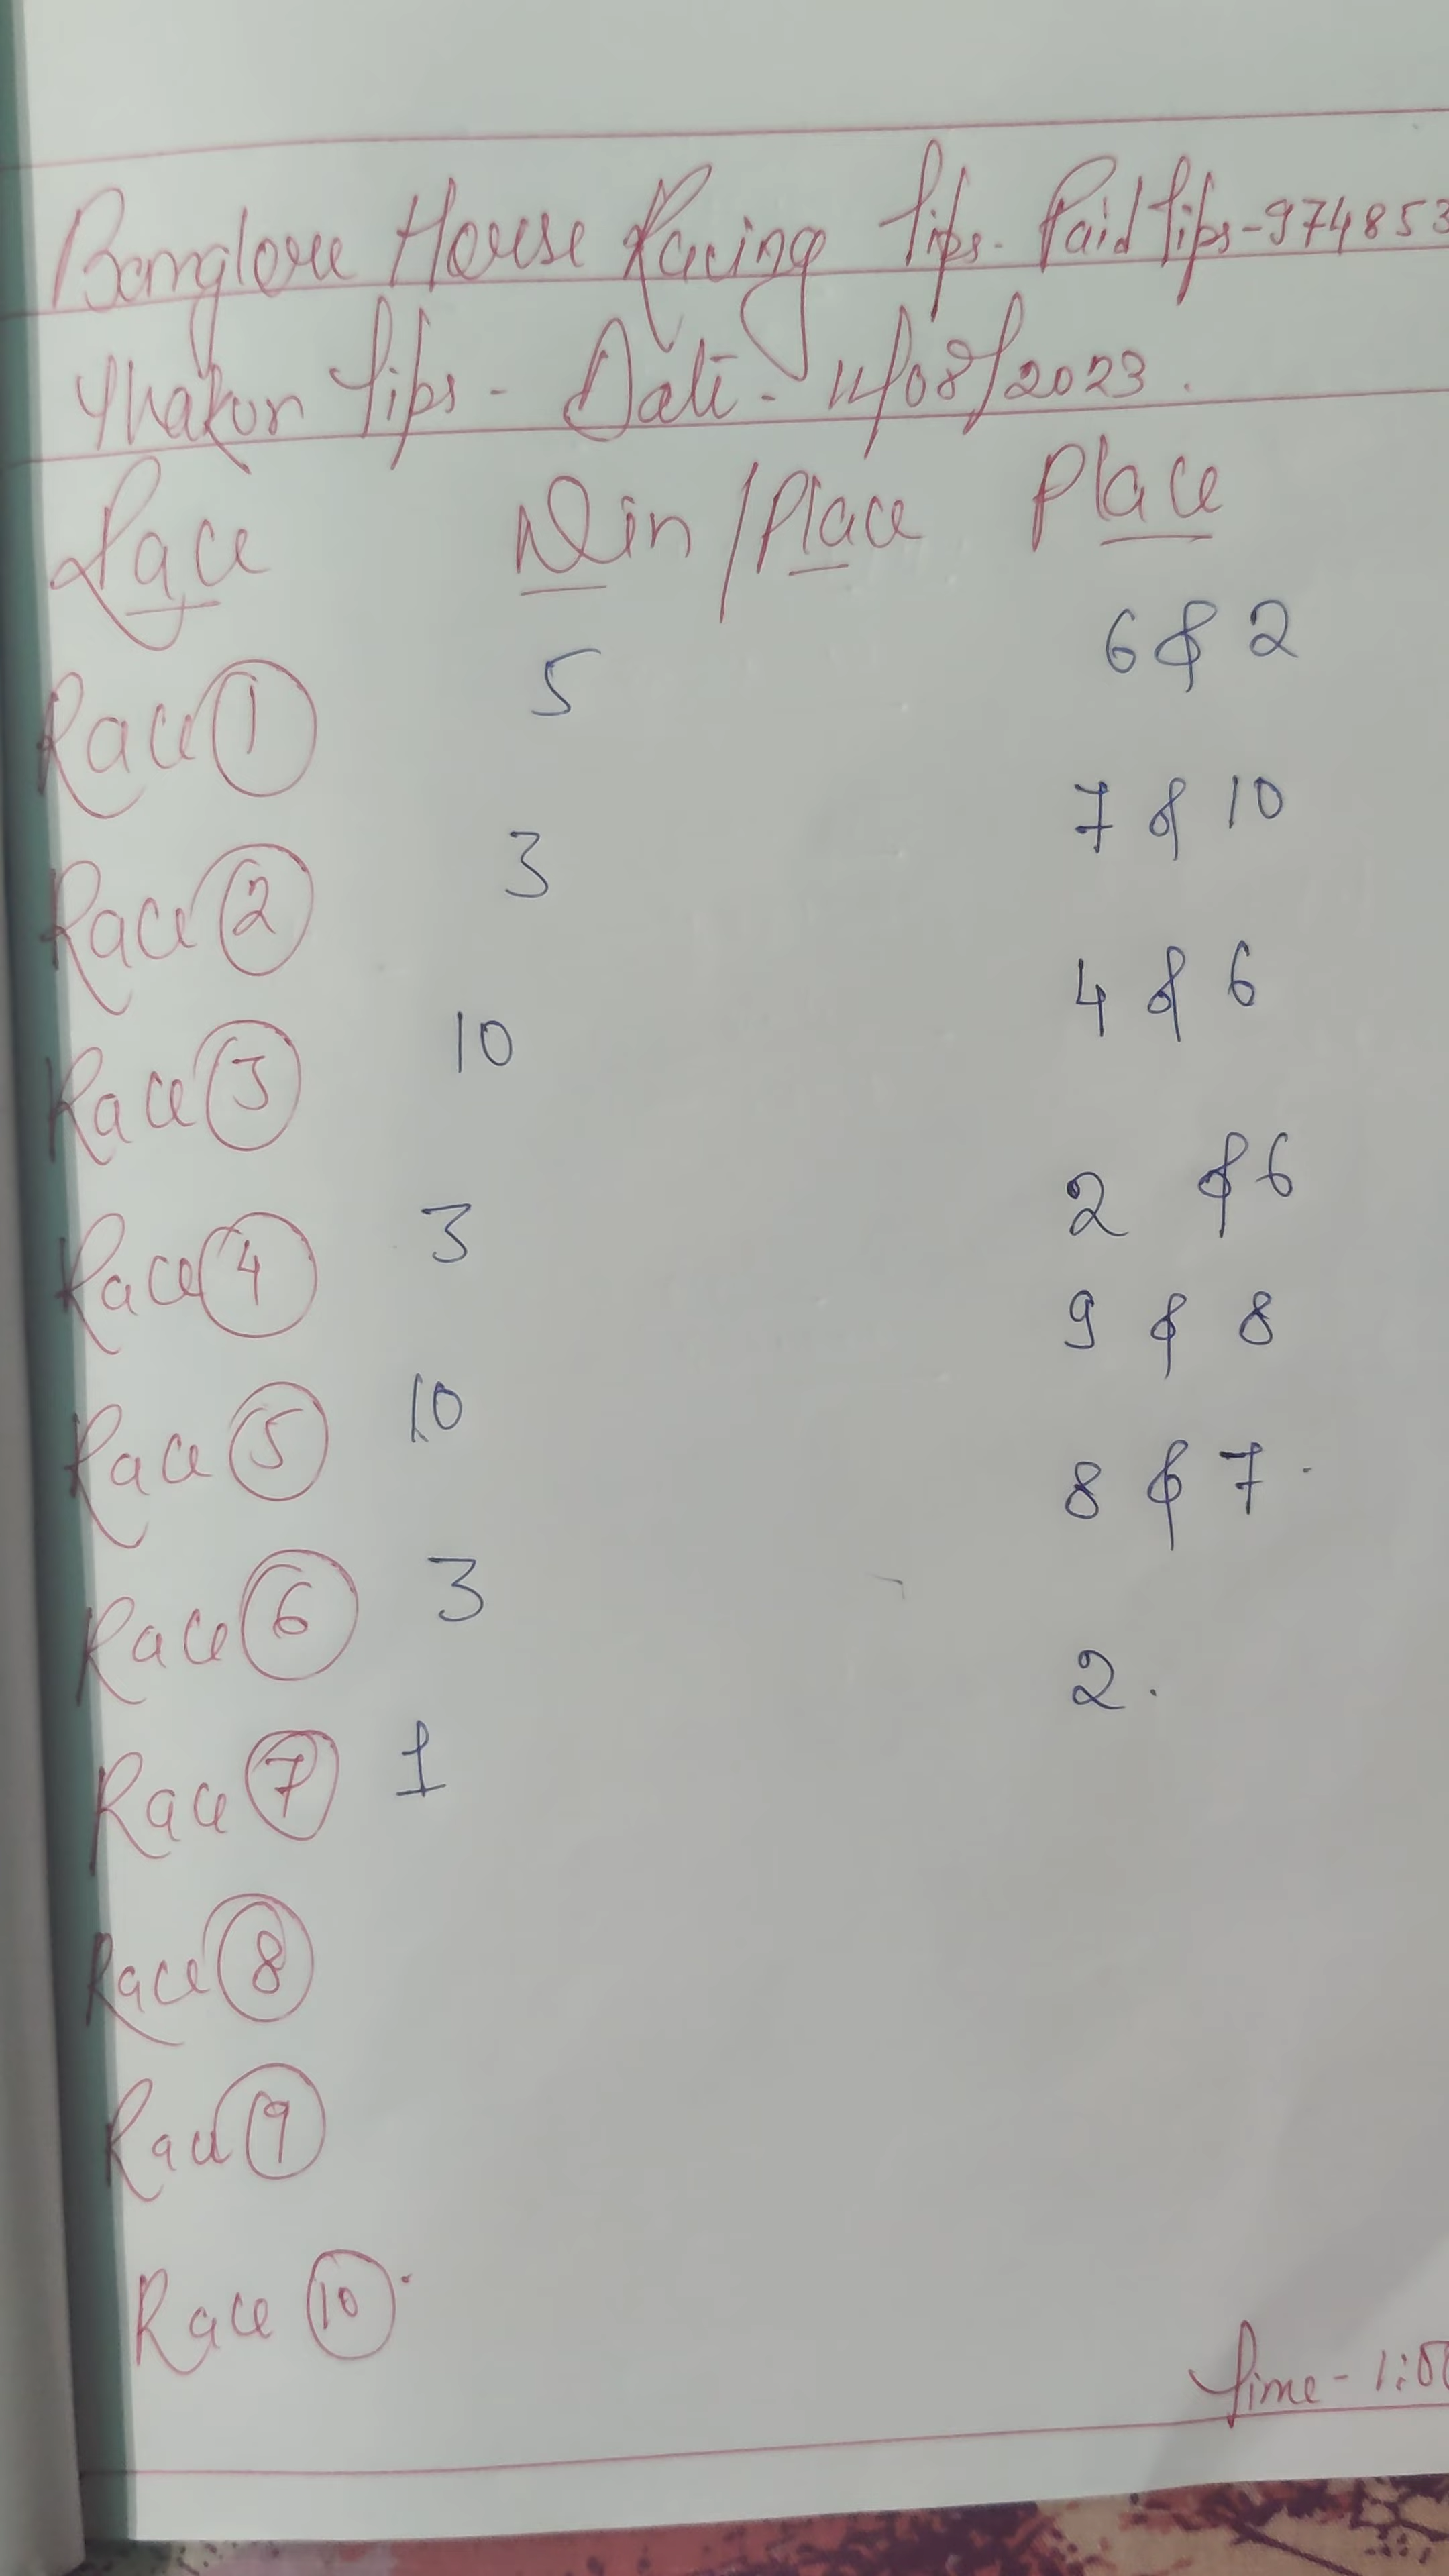 Banglore Horse Racing Tips. Paid Tips-974853
Thakur Tips - Date - 11/08/2023.
Race Win/Place Place
Race 1 5 6 & 2
Race 2 3 7 & 10
Race 3 10 4 & 6
Race 4 3 2 & 6
Race 5 10 9 & 8
Race 6 3 8 & 7.
Race 7 1 2.
Race 8
Race 9
Race 10.
Time - 1:00